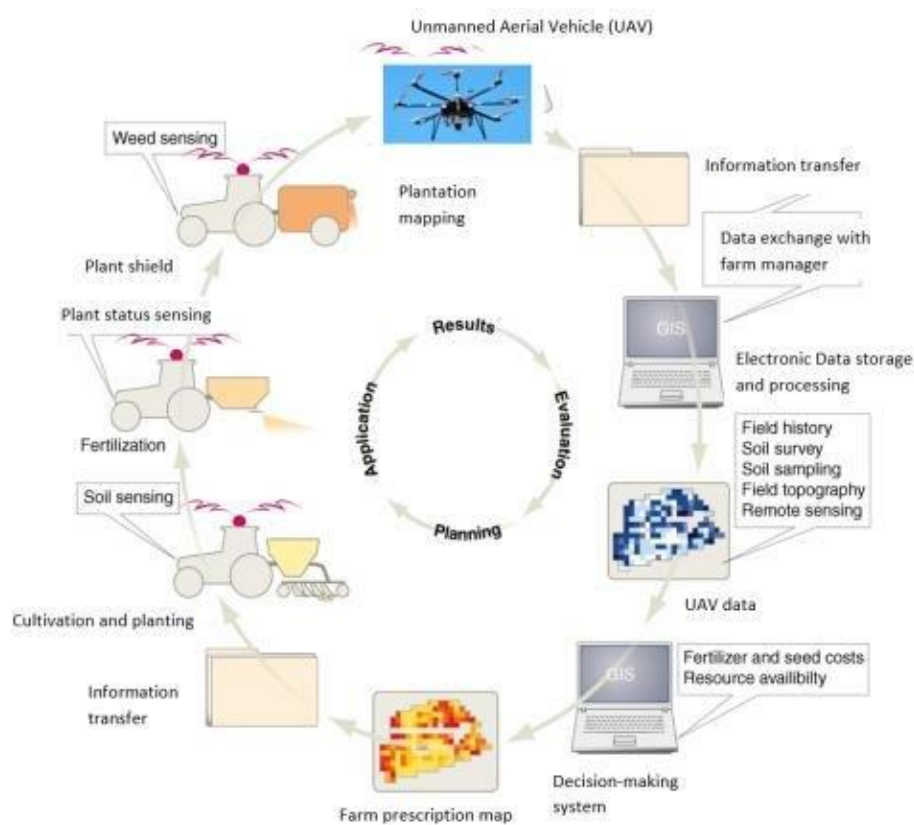 Unmanned Aerial Vehicle (UAV)
Weed sensing
Plantation
mapping
Information transfer
Data exchange with
farm manager
Plant shield
Plant status sensing
GIS
Electronic Data storage
and processing
Results
Evaluation
Planning
Application
Fertilization
Field history
Soil survey
Soil sampling
Field topography
Remote sensing
Soil sensing
UAV data
Cultivation and planting
GIS
Fertilizer and seed costs
Resource availibilty
Information
transfer
Decision-making
system
Farm prescription map